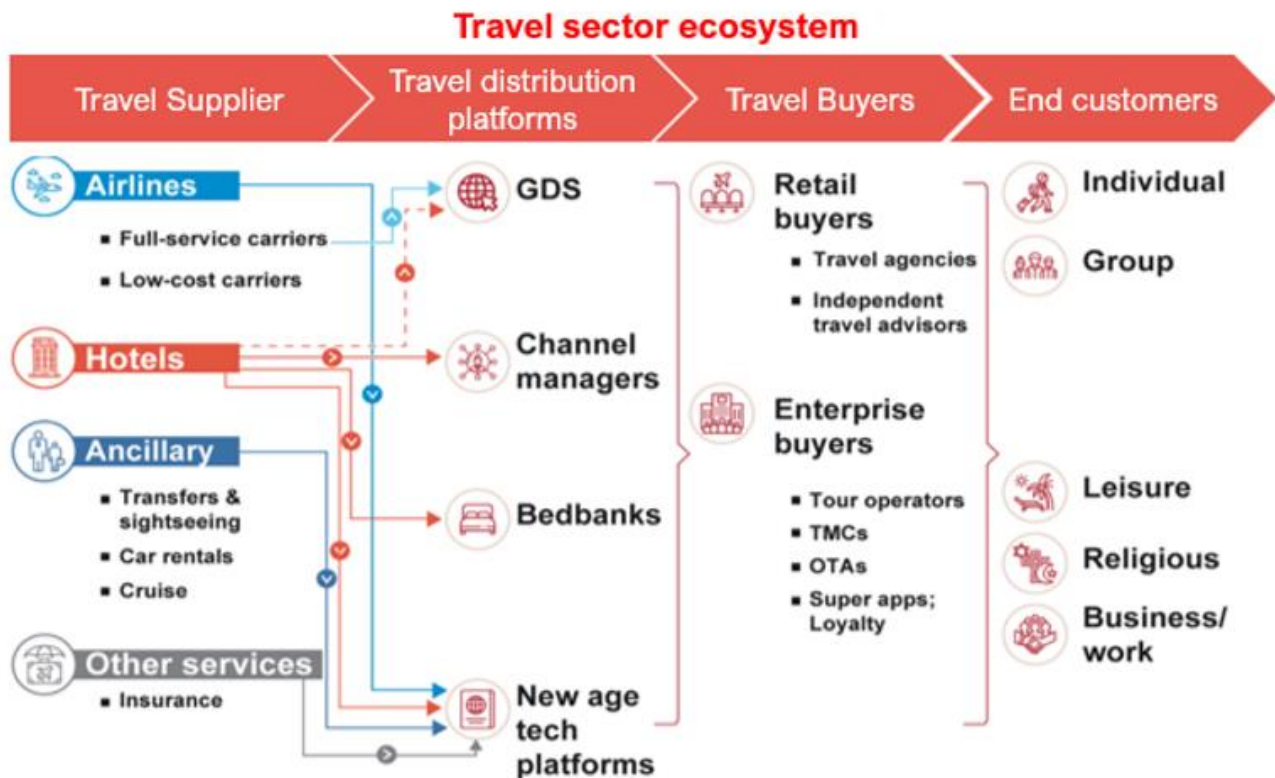 Travel sector ecosystem
Travel Supplier
Travel distribution
platforms
Travel Buyers
End customers
Airlines
▪ Full-service carriers
▪ Low-cost carriers
Hotels
Ancillary
▪ Transfers &
sightseeing
▪ Car rentals
▪ Cruise
Other services
▪ Insurance
GDS
Channel
managers
Bedbanks
New age
tech
platforms
Retail
buyers
▪ Travel agencies
▪ Independent
travel advisors
Enterprise
buyers
▪ Tour operators
▪ TMCs
▪ OTAs
▪ Super apps;
Loyalty
Individual
Group
Leisure
Religious
Business/
work